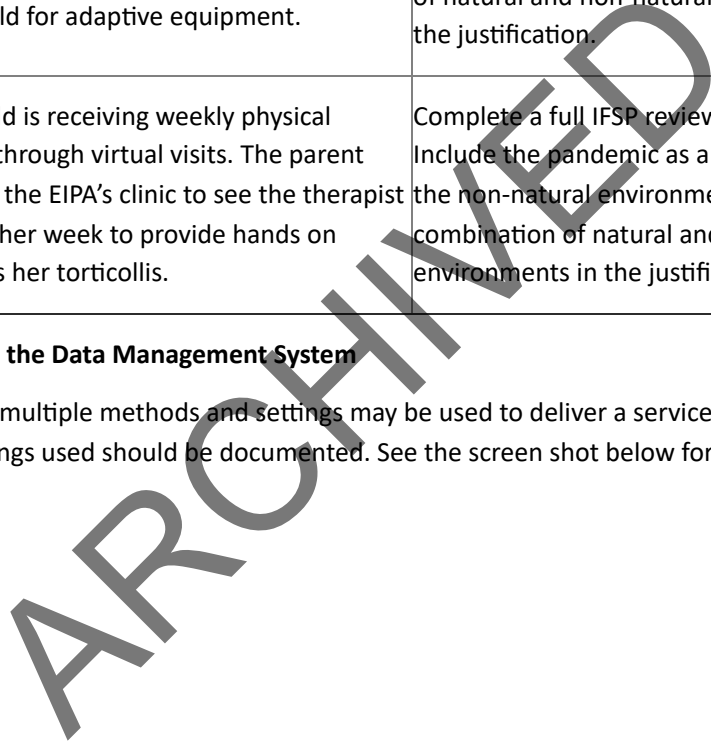 ld for adaptive equipment.
the justification.
d is receiving weekly physical
through virtual visits. The parent
the EIPA's clinic to see the therapist
her week to provide hands on
s her torticollis.
Complete a full IFSP review
Include the pandemic as a
the non-natural environme
combination of natural and
environments in the justifi
the Data Management System
multiple methods and settings may be used to deliver a service
ngs used should be documented. See the screen shot below for
ARCHIVED